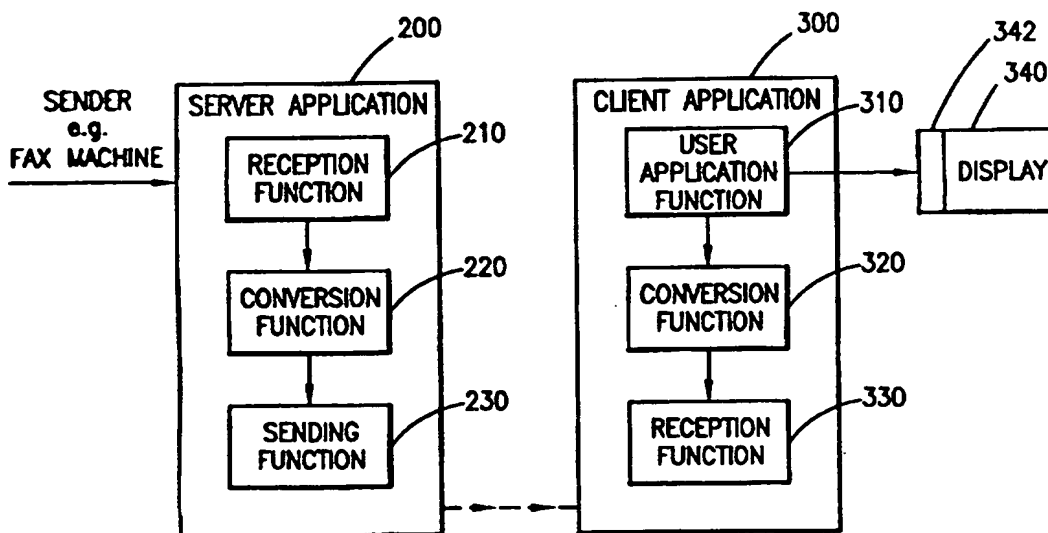 200
300
342
340
SENDER
e.g.
FAX MACHINE
SERVER APPLICATION
210
RECEPTION
FUNCTION
220
CONVERSION
FUNCTION
230
SENDING
FUNCTION
CLIENT APPLICATION
310
USER
APPLICATION
FUNCTION
DISPLAY
320
CONVERSION
FUNCTION
330
RECEPTION
FUNCTION